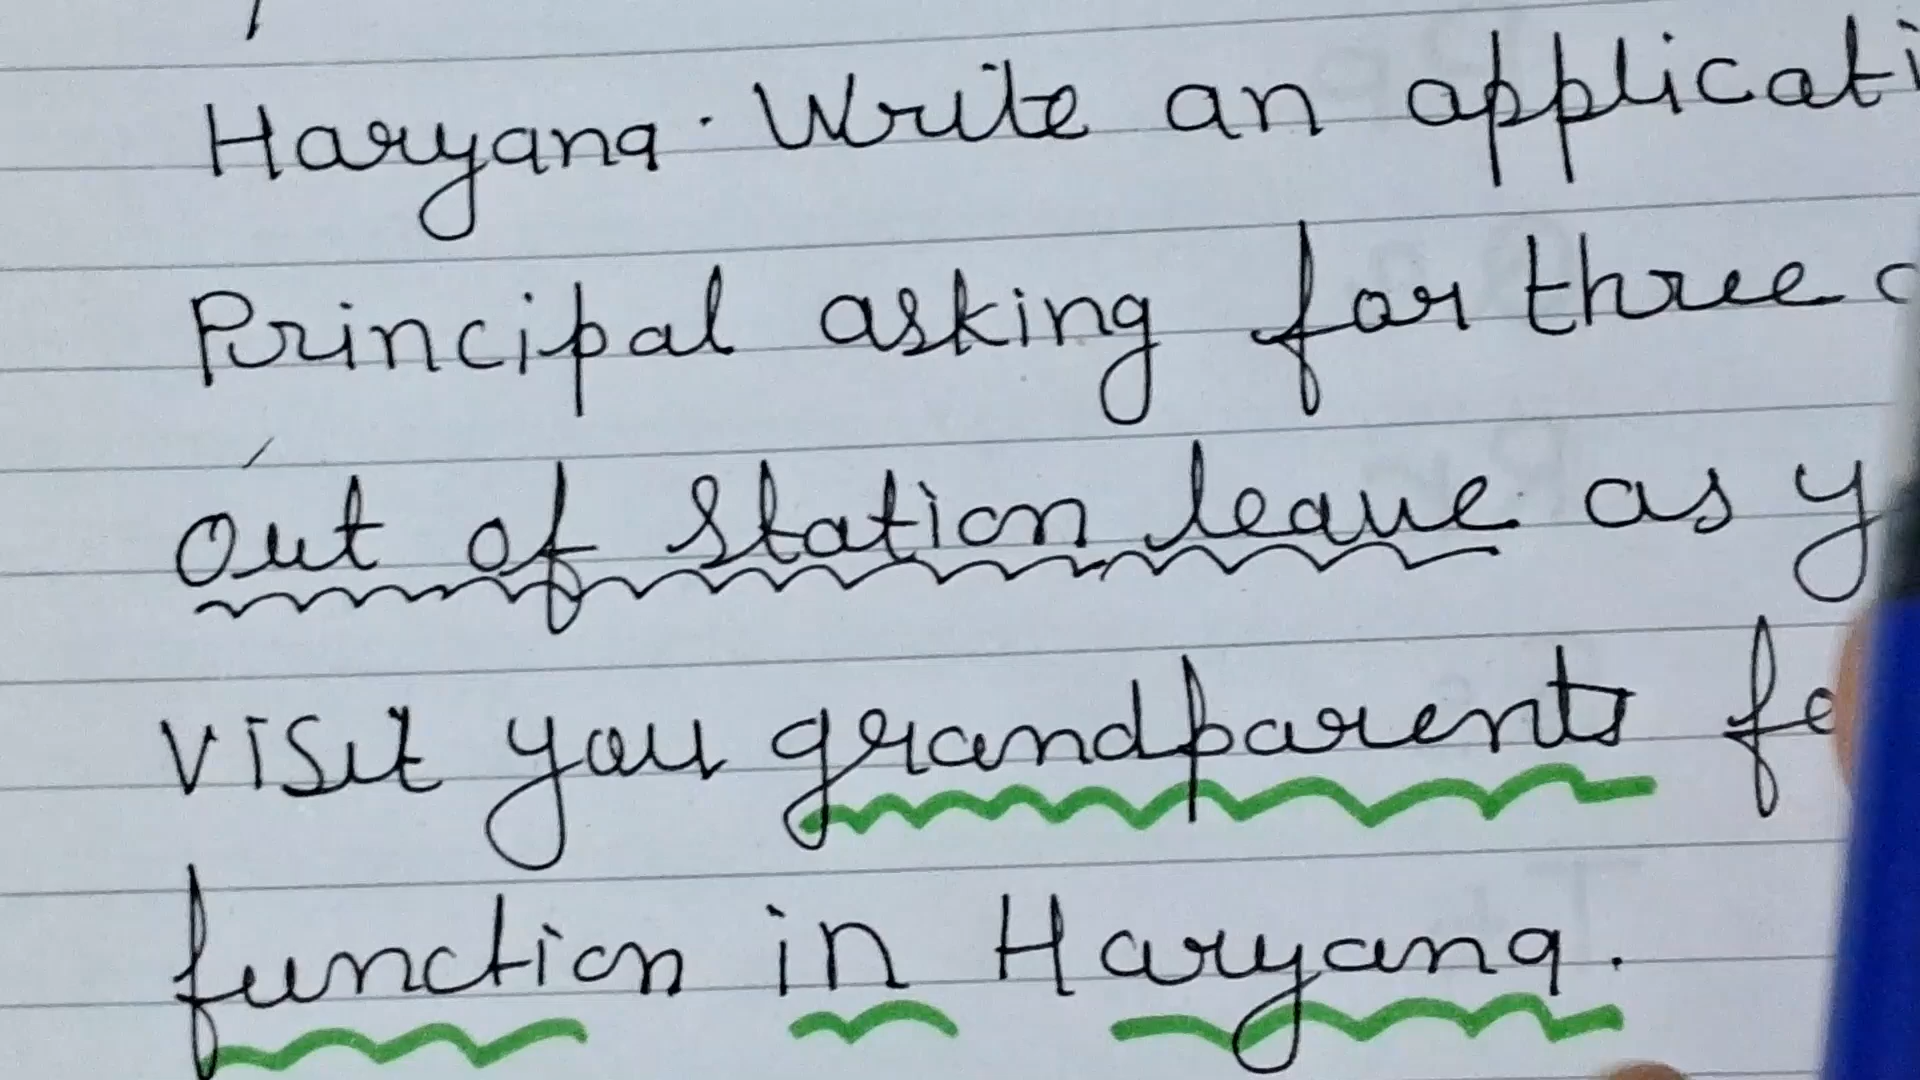 Haryana. Write an applicati
Principal asking for three
out of station leave as y
visit you grandparents fo
function in Haryana.